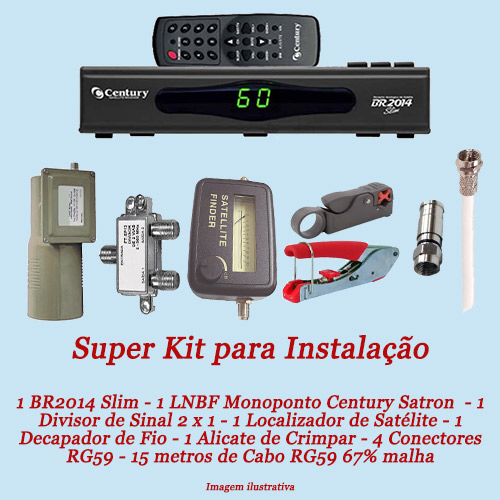 Century
Century
60
BR2014
Slim
SATELLITE
FINDER
Super Kit para Instalação
1 BR2014 Slim - 1 LNBF Monoponto Century Satron - 1
Divisor de Sinal 2 x 1 - 1 Localizador de Satélite - 1
Decapador de Fio - 1 Alicate de Crimpar - 4 Conectores
RG59 - 15 metros de Cabo RG59 67% malha
Imagem ilustrativa